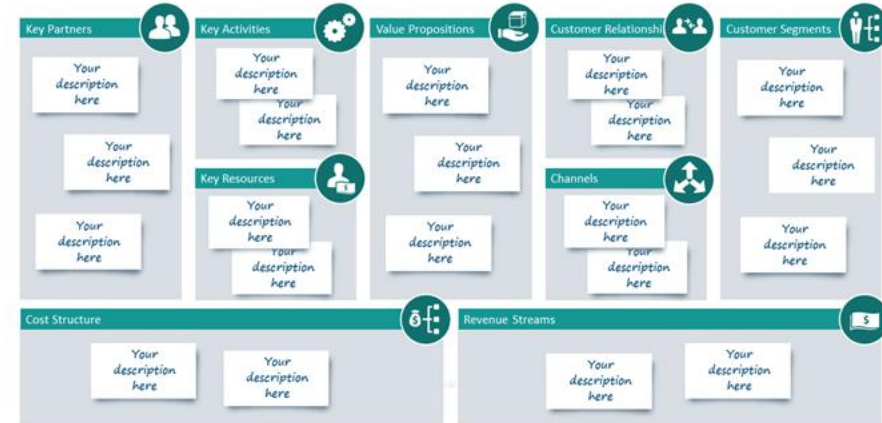 Key Partners
Your
description
here
Your
description
here
Your
description
here
Key Activities
Your
description
here
Your
description
here
Key Resources
Your
description
here
Your
description
here
Value Propositions
Your
description
here
Your
description
here
Your
description
here
Customer Relationshi
Your
description
here
Your
description
here
Channels
Your
description
here
Your
description
here
Customer Segments
Your
description
here
Your
description
here
Your
description
here
Cost Structure
Your
description
here
Your
description
here
Revenue Streams
Your
description
here
Your
description
here